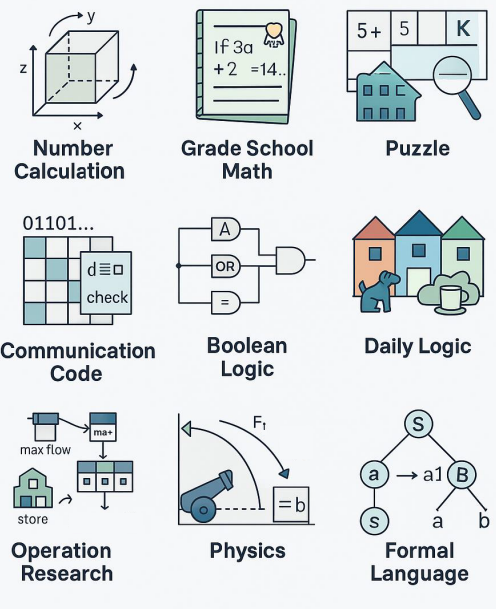 y
z
x
Number
Calculation
If 3a
+2 =14..
Grade School
Math
5+ 5 K
Puzzle
01101...
d
check
Communication
Code
A
OR
=
Boolean
Logic
Daily Logic
max flow
ma+
store
Operation
Research
F₁
=b
Physics
S
a → a1 B
s a b
Formal
Language